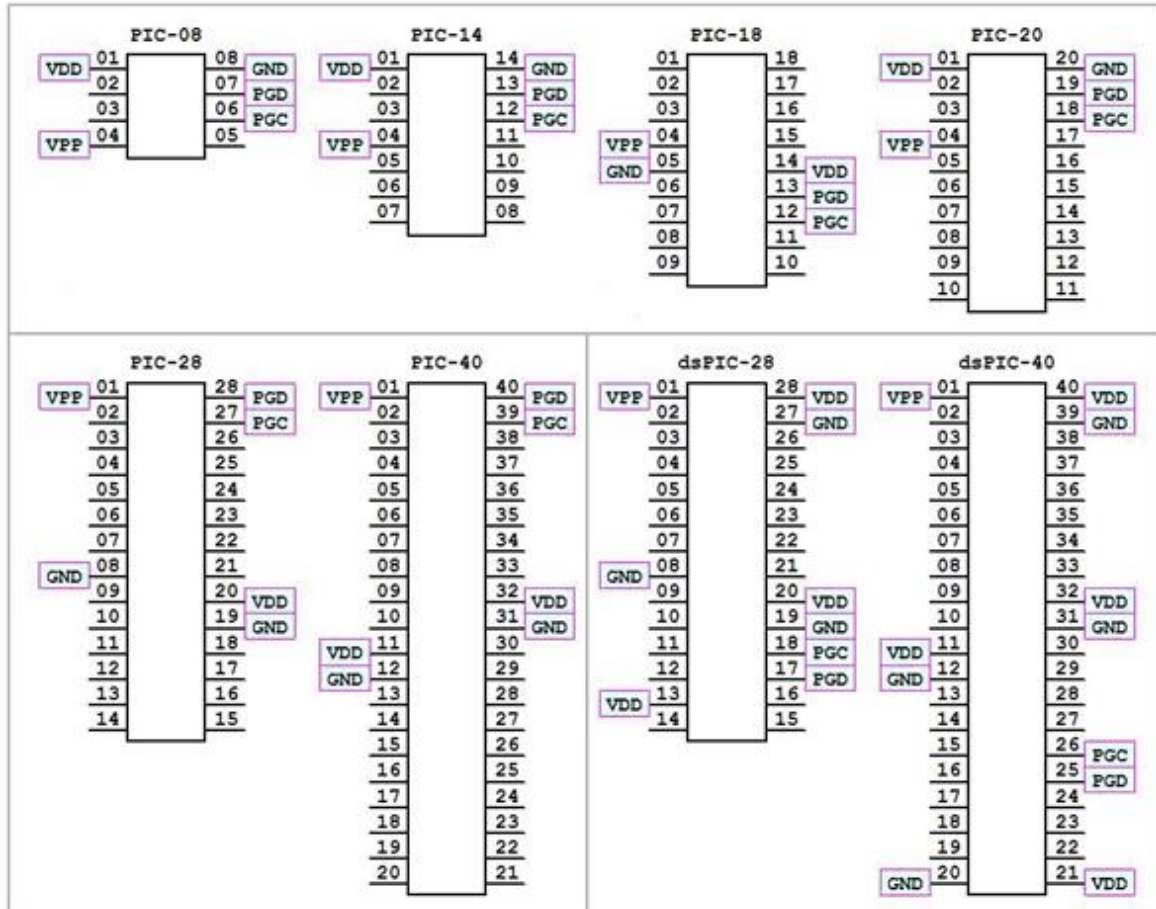 PIC-08 PIC-14 PIC-18 PIC-20
VDD 01 08 GND VDD 01 14 GND 01 18 VDD 01 20 GND
02 07 PGD 02 13 PGD 02 17 02 19 PGD
03 06 PGC 03 12 PGC 03 16 03 18 PGC
VPP 04 05 VPP 04 11 VPP 04 15 VPP 04 17
05 10 GND 05 14 VDD 05 16
06 09 06 13 PGD 06 15
07 08 07 12 PGC 07 14
08 11 08 13
09 10 09 12
10 11
PIC-28 PIC-40 dsPIC-28 dsPIC-40
VPP 01 28 PGD VPP 01 40 PGD VPP 01 28 VDD VPP 01 40 VDD
02 27 PGC 02 39 PGC 02 27 GND 02 39 GND
03 26 03 38 03 26 03 38
04 25 04 37 04 25 04 37
05 24 05 36 05 24 05 36
06 23 06 35 06 23 06 35
07 22 07 34 07 22 07 34
GND 08 21 08 33 GND 08 21 08 33
09 20 VDD 09 32 VDD 09 20 VDD 09 32 VDD
10 19 GND 10 31 GND 10 19 GND 10 31 GND
11 18 VDD 11 30 11 18 PGC VDD 11 30
12 17 GND 12 29 12 17 PGD GND 12 29
13 16 13 28 VDD 13 16 13 28
14 15 14 27 14 15 14 27
15 26 15 26 PGC
16 25 16 25 PGD
17 24 17 24
18 23 18 23
19 22 19 22
20 21 GND 20 21 VDD